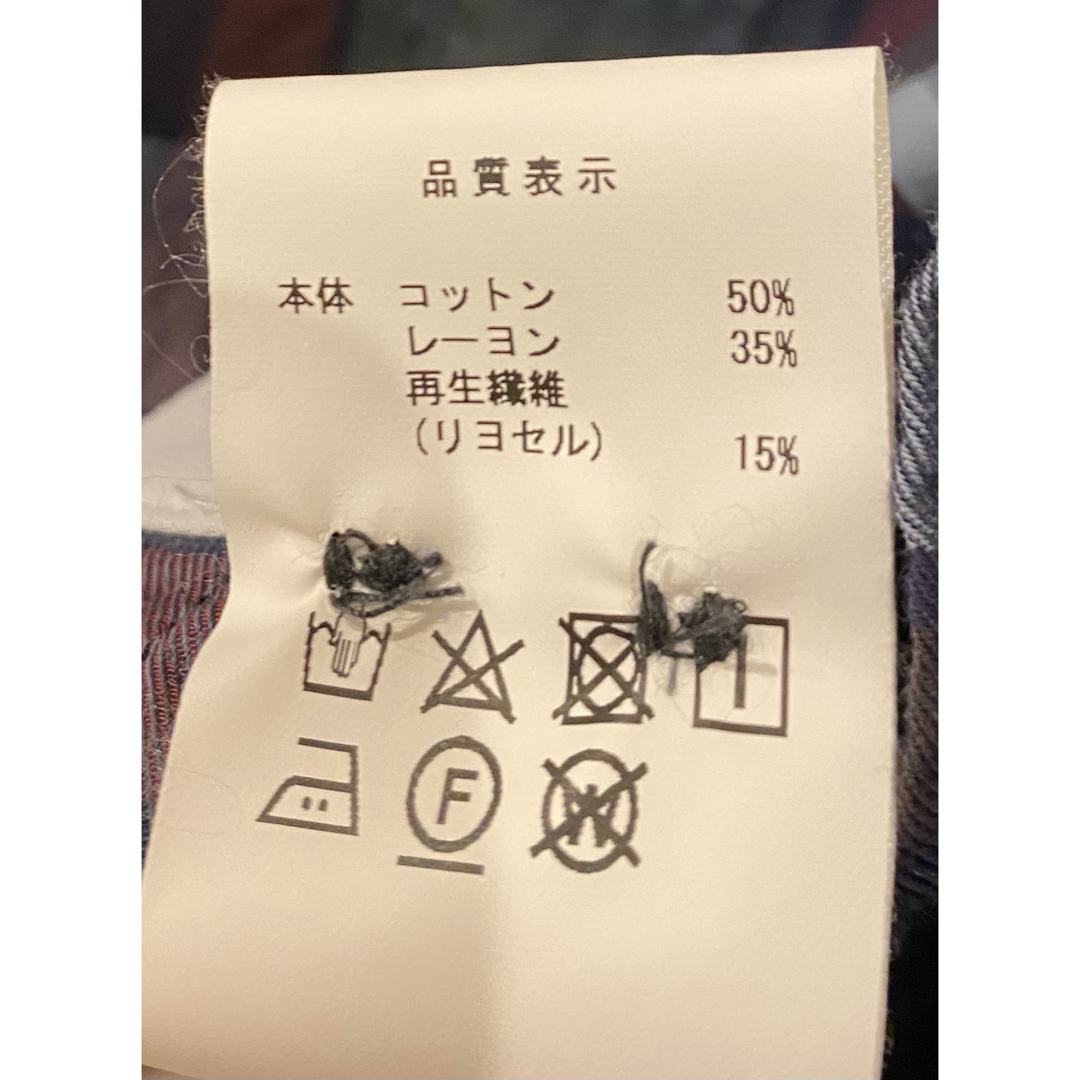 品質表示
本体 コットン 50%
レーヨン 35%
再生繊維
(リヨセル) 15%
F
W